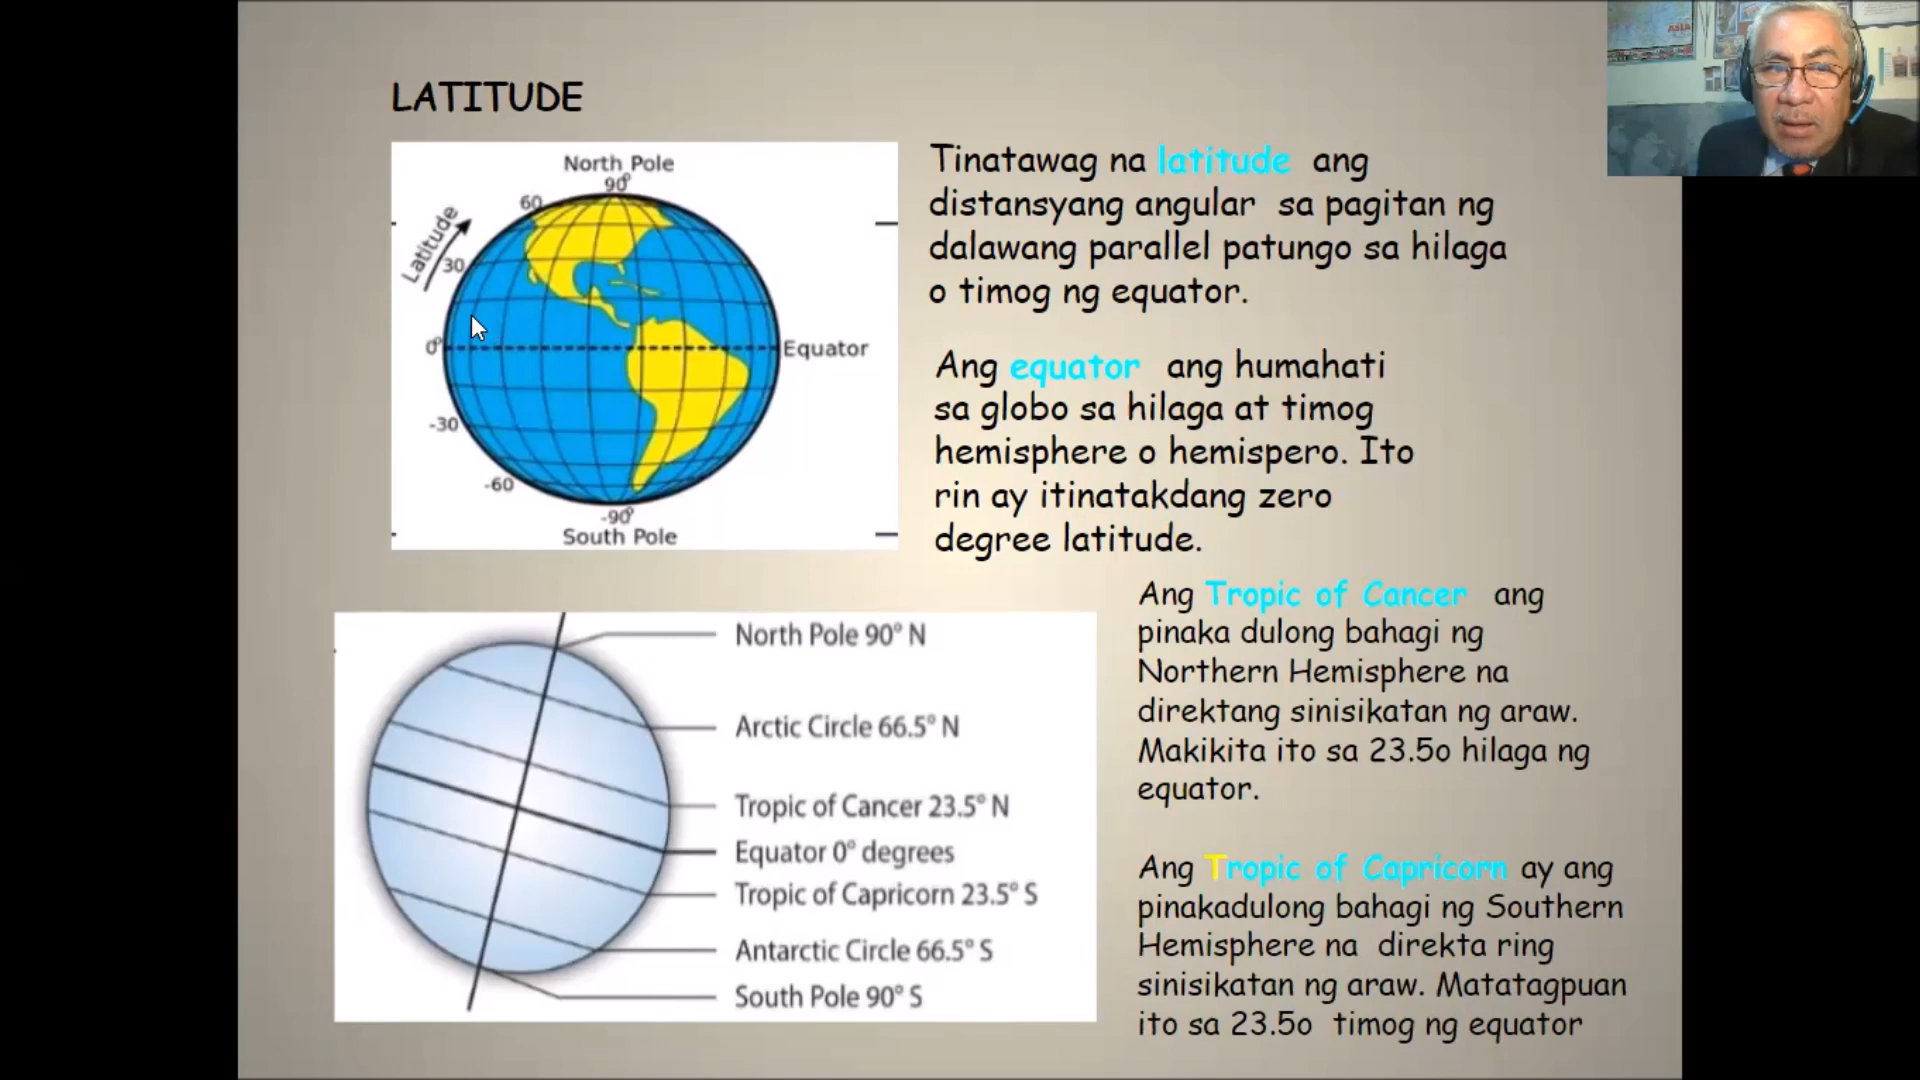 ASIA
LATITUDE
North Pole
90°
60
Latitude
30
0°
Equator
-30
-60
-90°
South Pole
Tinatawag na latitude ang
distansyang angular sa pagitan ng
dalawang parallel patungo sa hilaga
o timog ng equator.
Ang equator ang humahati
sa globo sa hilaga at timog
hemisphere o hemispero. Ito
rin ay itinatakdang zero
degree latitude.
North Pole 90° N
Arctic Circle 66.5° N
Tropic of Cancer 23.5° N
Equator 0° degrees
Tropic of Capricorn 23.5° S
Antarctic Circle 66.5° S
South Pole 90° S
Ang Tropic of Cancer ang
pinaka dulong bahagi ng
Northern Hemisphere na
direktang sinisikatan ng araw.
Makikita ito sa 23.5o hilaga ng
equator.
Ang Tropic of Capricorn ay ang
pinakadulong bahagi ng Southern
Hemisphere na direkta ring
sinisikatan ng araw. Matatagpuan
ito sa 23.5o timog ng equator